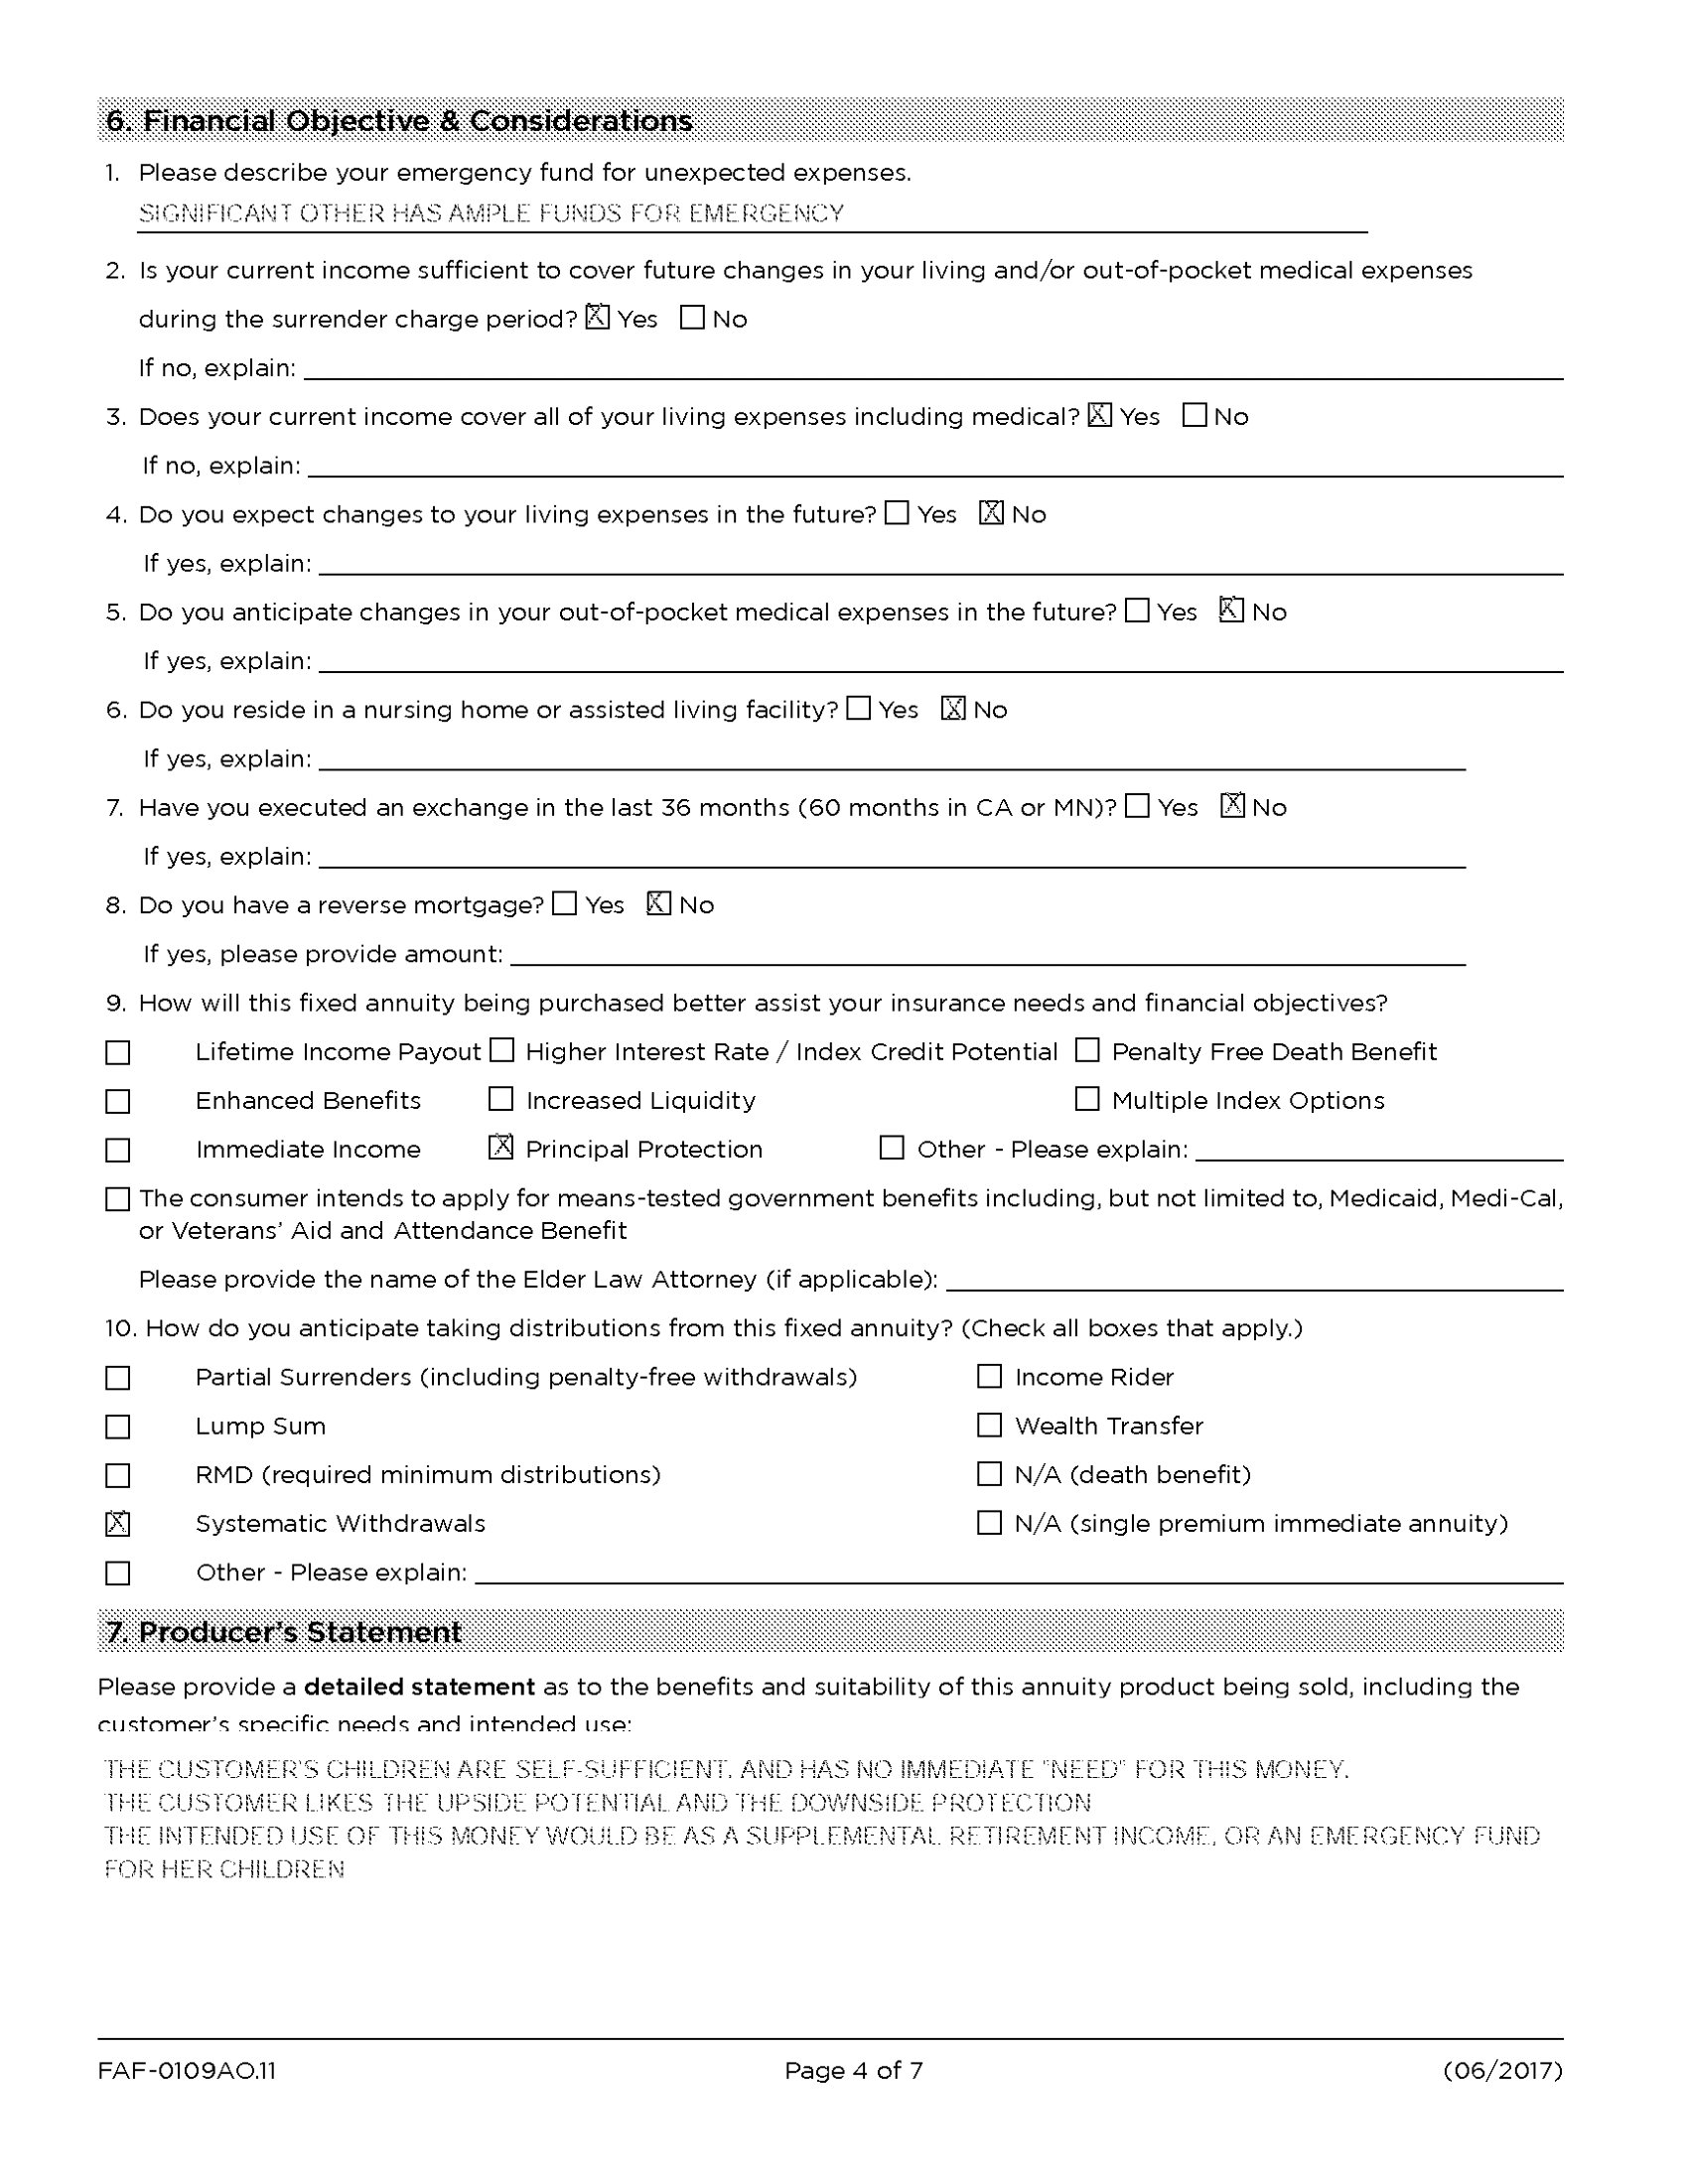 6. Financial Objective & Considerations
1. Please describe your emergency fund for unexpected expenses.
SIGNIFICANT OTHER HAS AMPLE FUNDS FOR EMERGENCY
2. Is your current income sufficient to cover future changes in your living and/or out-of-pocket medical expenses
during the surrender charge period? ☒ Yes ☐ No
If no, explain:
3. Does your current income cover all of your living expenses including medical? ☒ Yes ☐ No
If no, explain:
4. Do you expect changes to your living expenses in the future? ☐ Yes ☒ No
If yes, explain:
5. Do you anticipate changes in your out-of-pocket medical expenses in the future? ☐ Yes ☒ No
If yes, explain:
6. Do you reside in a nursing home or assisted living facility? ☐ Yes ☒ No
If yes, explain:
7. Have you executed an exchange in the last 36 months (60 months in CA or MN)? ☐ Yes ☒ No
If yes, explain:
8. Do you have a reverse mortgage? ☐ Yes ☒ No
If yes, please provide amount:
9. How will this fixed annuity being purchased better assist your insurance needs and financial objectives?
☐ Lifetime Income Payout ☐ Higher Interest Rate / Index Credit Potential ☐ Penalty Free Death Benefit
☐ Enhanced Benefits ☐ Increased Liquidity ☐ Multiple Index Options
☐ Immediate Income ☒ Principal Protection ☐ Other - Please explain:
☐ The consumer intends to apply for means-tested government benefits including, but not limited to, Medicaid, Medi-Cal,
or Veterans' Aid and Attendance Benefit
Please provide the name of the Elder Law Attorney (if applicable):
10. How do you anticipate taking distributions from this fixed annuity? (Check all boxes that apply.)
☐ Partial Surrenders (including penalty-free withdrawals) ☐ Income Rider
☐ Lump Sum ☐ Wealth Transfer
☐ RMD (required minimum distributions) ☐ N/A (death benefit)
☒ Systematic Withdrawals ☐ N/A (single premium immediate annuity)
☐ Other - Please explain:
7. Producer's Statement
Please provide a detailed statement as to the benefits and suitability of this annuity product being sold, including the
customer's specific needs and intended use:
THE CUSTOMER'S CHILDREN ARE SELF-SUFFICIENT, AND HAS NO IMMEDIATE "NEED" FOR THIS MONEY.
THE CUSTOMER LIKES THE UPSIDE POTENTIAL AND THE DOWNSIDE PROTECTION
THE INTENDED USE OF THIS MONEY WOULD BE AS A SUPPLEMENTAL RETIREMENT INCOME, OR AN EMERGENCY FUND
FOR HER CHILDREN
FAF-0109AO.11 Page 4 of 7 (06/2017)